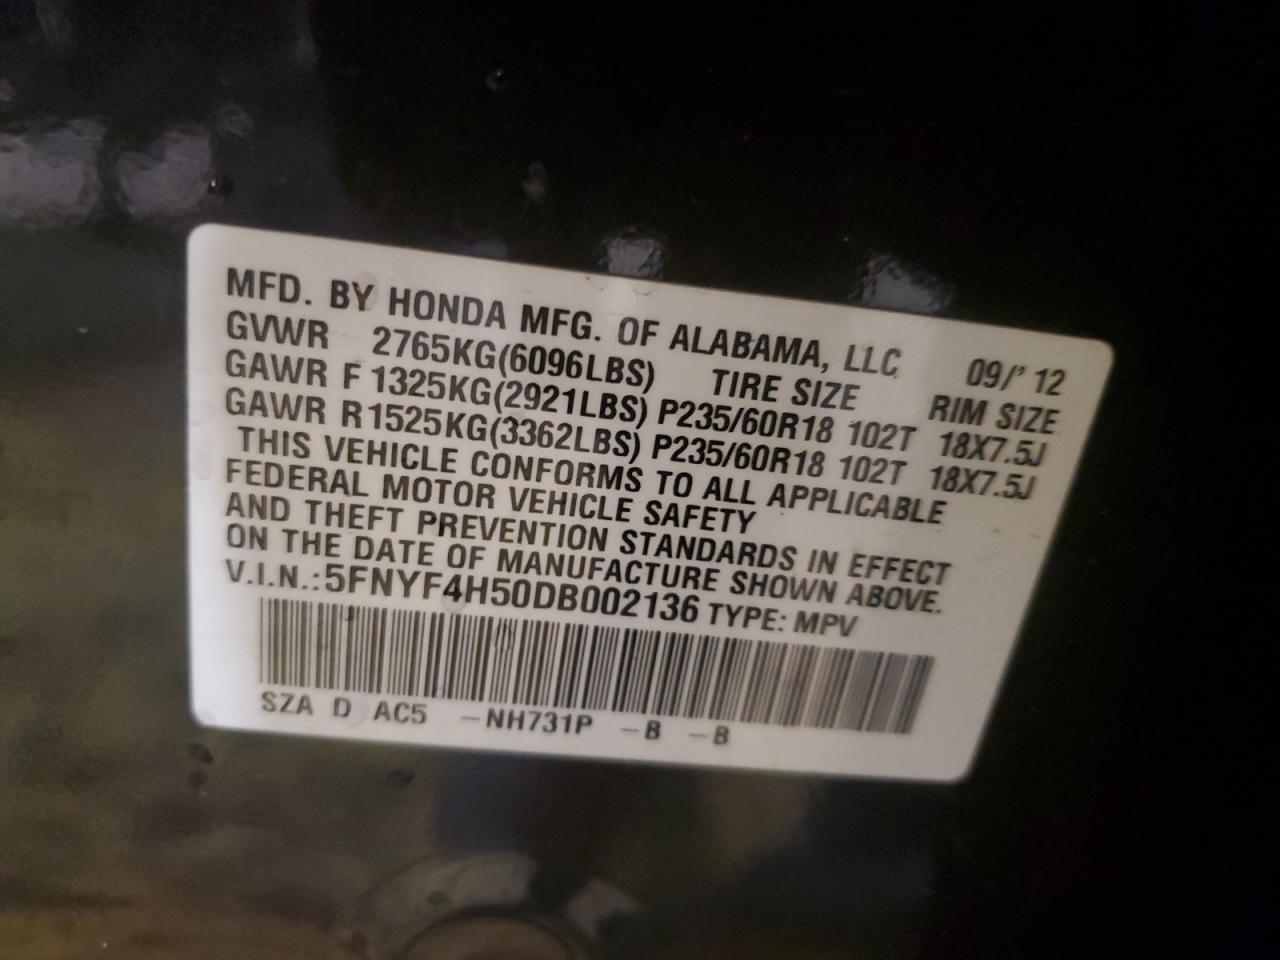 MFD. BY HONDA MFG. OF ALABAMA, LLC 09/'12
GVWR 2765KG(6096LBS) TIRE SIZE RIM SIZE
GAWR F 1325KG(2921LBS) P235/60R18 102T 18X7.5J
GAWR R 1525KG(3362LBS) P235/60R18 102T 18X7.5J
THIS VEHICLE CONFORMS TO ALL APPLICABLE
FEDERAL MOTOR VEHICLE SAFETY
AND THEFT PREVENTION STANDARDS IN EFFECT
ON THE DATE OF MANUFACTURE SHOWN ABOVE.
V.I.N.:5FNYF4H50DB002136 TYPE: MPV
SZA D AC5 -NH731P -B -B